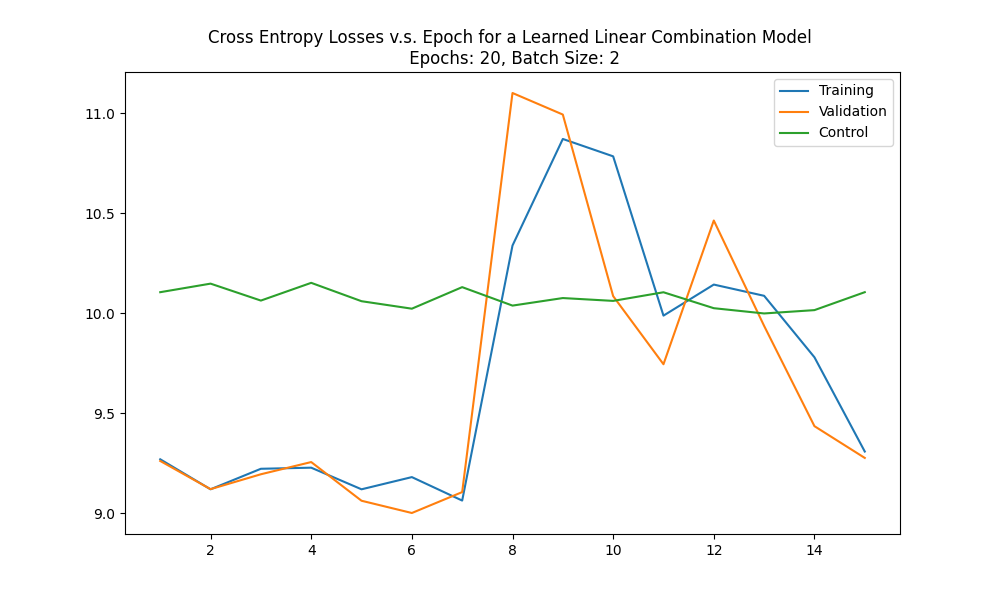 Cross Entropy Losses v.s. Epoch for a Learned Linear Combination Model
Epochs: 20, Batch Size: 2
Training
Validation
Control
11.0
10.5
10.0
9.5
9.0
2 4 6 8 10 12 14